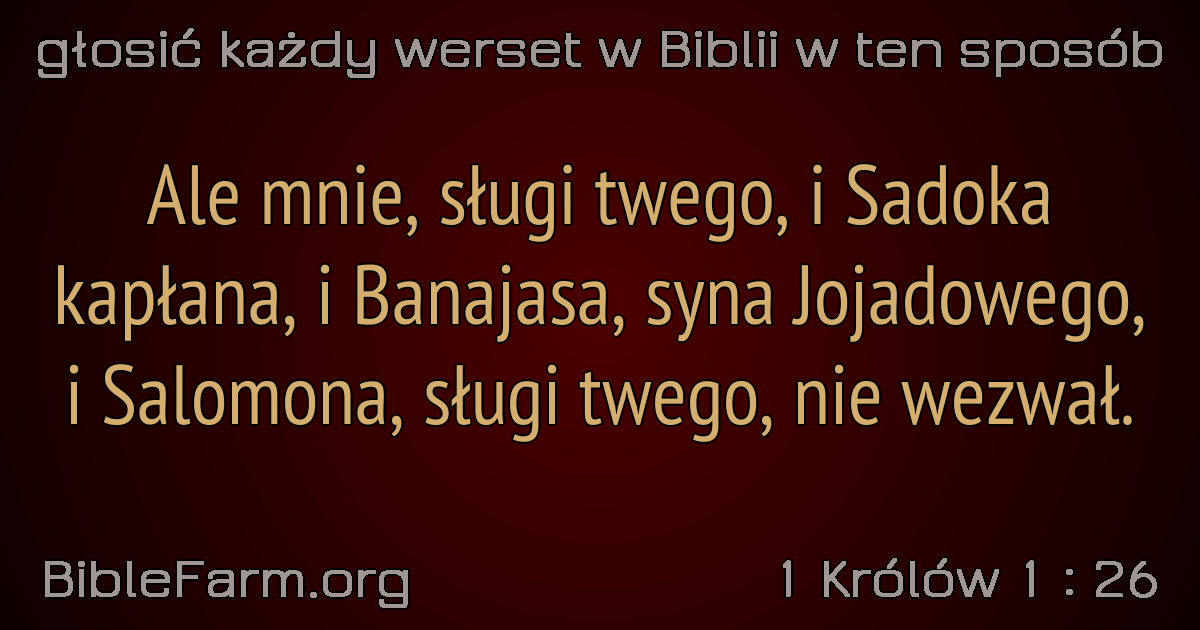 głosić każdy werset w Biblii w ten sposób
Ale mnie, sługi twego, i Sadoka
kapłana, i Banajasa, syna Jojadowego,
i Salomona, sługi twego, nie wezwał.
BibleFarm.org
1 Królów 1 : 26